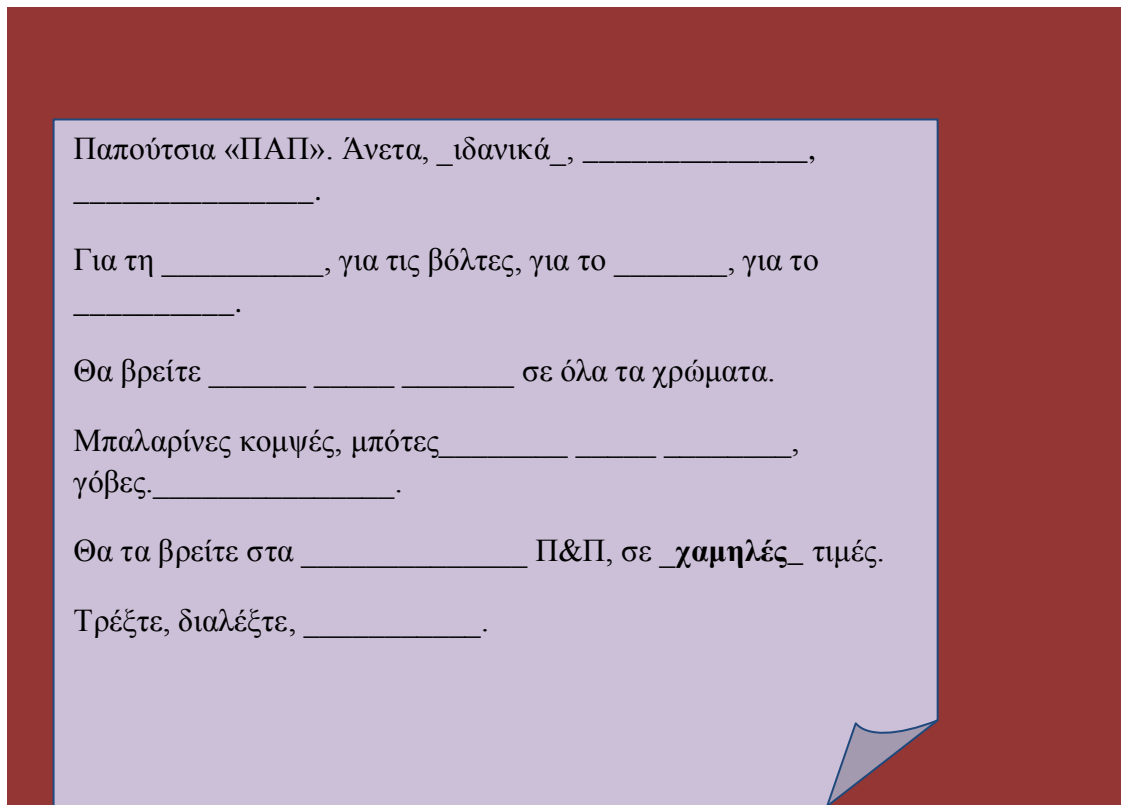 Παπούτσια «ΠΑΠ». Άνετα, _ιδανικά_, ______________,
_______________.
Για τη __________, για τις βόλτες, για το _______, για το
__________.
Θα βρείτε ______ _____ _______ σε όλα τα χρώματα.
Μπαλαρίνες κομψές, μπότες________ _____ ________,
γόβες._______________.
Θα τα βρείτε στα ______________ Π&Π, σε _χαμηλές_ τιμές.
Τρέξτε, διαλέξτε, ___________.